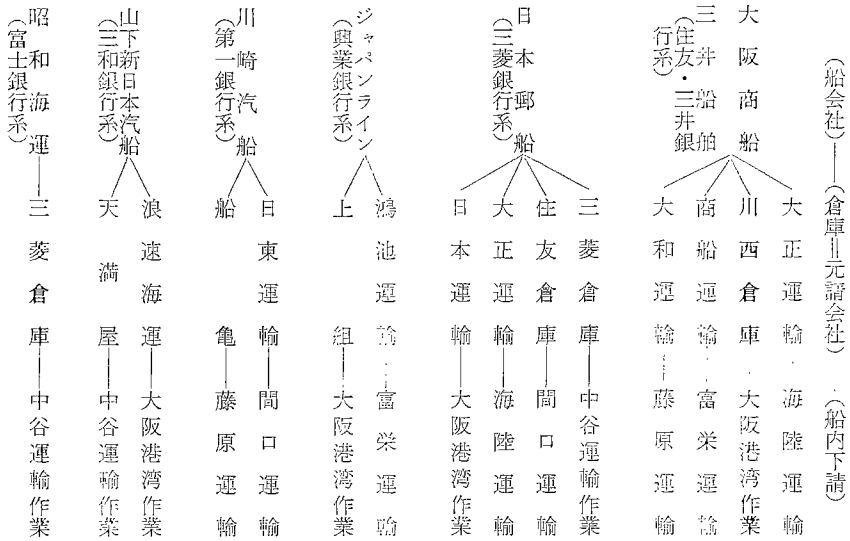 （船会社）――（倉庫＝元請会社）‥（船内下請）
大阪商船
三井船舶
（住友・三井銀
行系）
大正運輸‥海陸運輸
川西倉庫‥大阪港湾作業
商船運輸‥富栄運輸
大和運輸――藤原運輸
日本郵船
（三菱銀行系）
三菱倉庫――中谷運輸作業
住友倉庫――間口運輸
大正運輸――海陸運輸
日本運輸――大阪港湾作業
ジャパンライン
（興業銀行系）
鴻池運輸‥富栄運輸
上組――大阪港湾作業
川崎汽船
（第一銀行系）
日東運輸――間口運輸
船亀――藤原運輸
山下新日本汽船
（三和銀行系）
浪速海運――大阪港湾作業
天満屋――中谷運輸作業
昭和海運――三菱倉庫――中谷運輸作業
（富士銀行系）